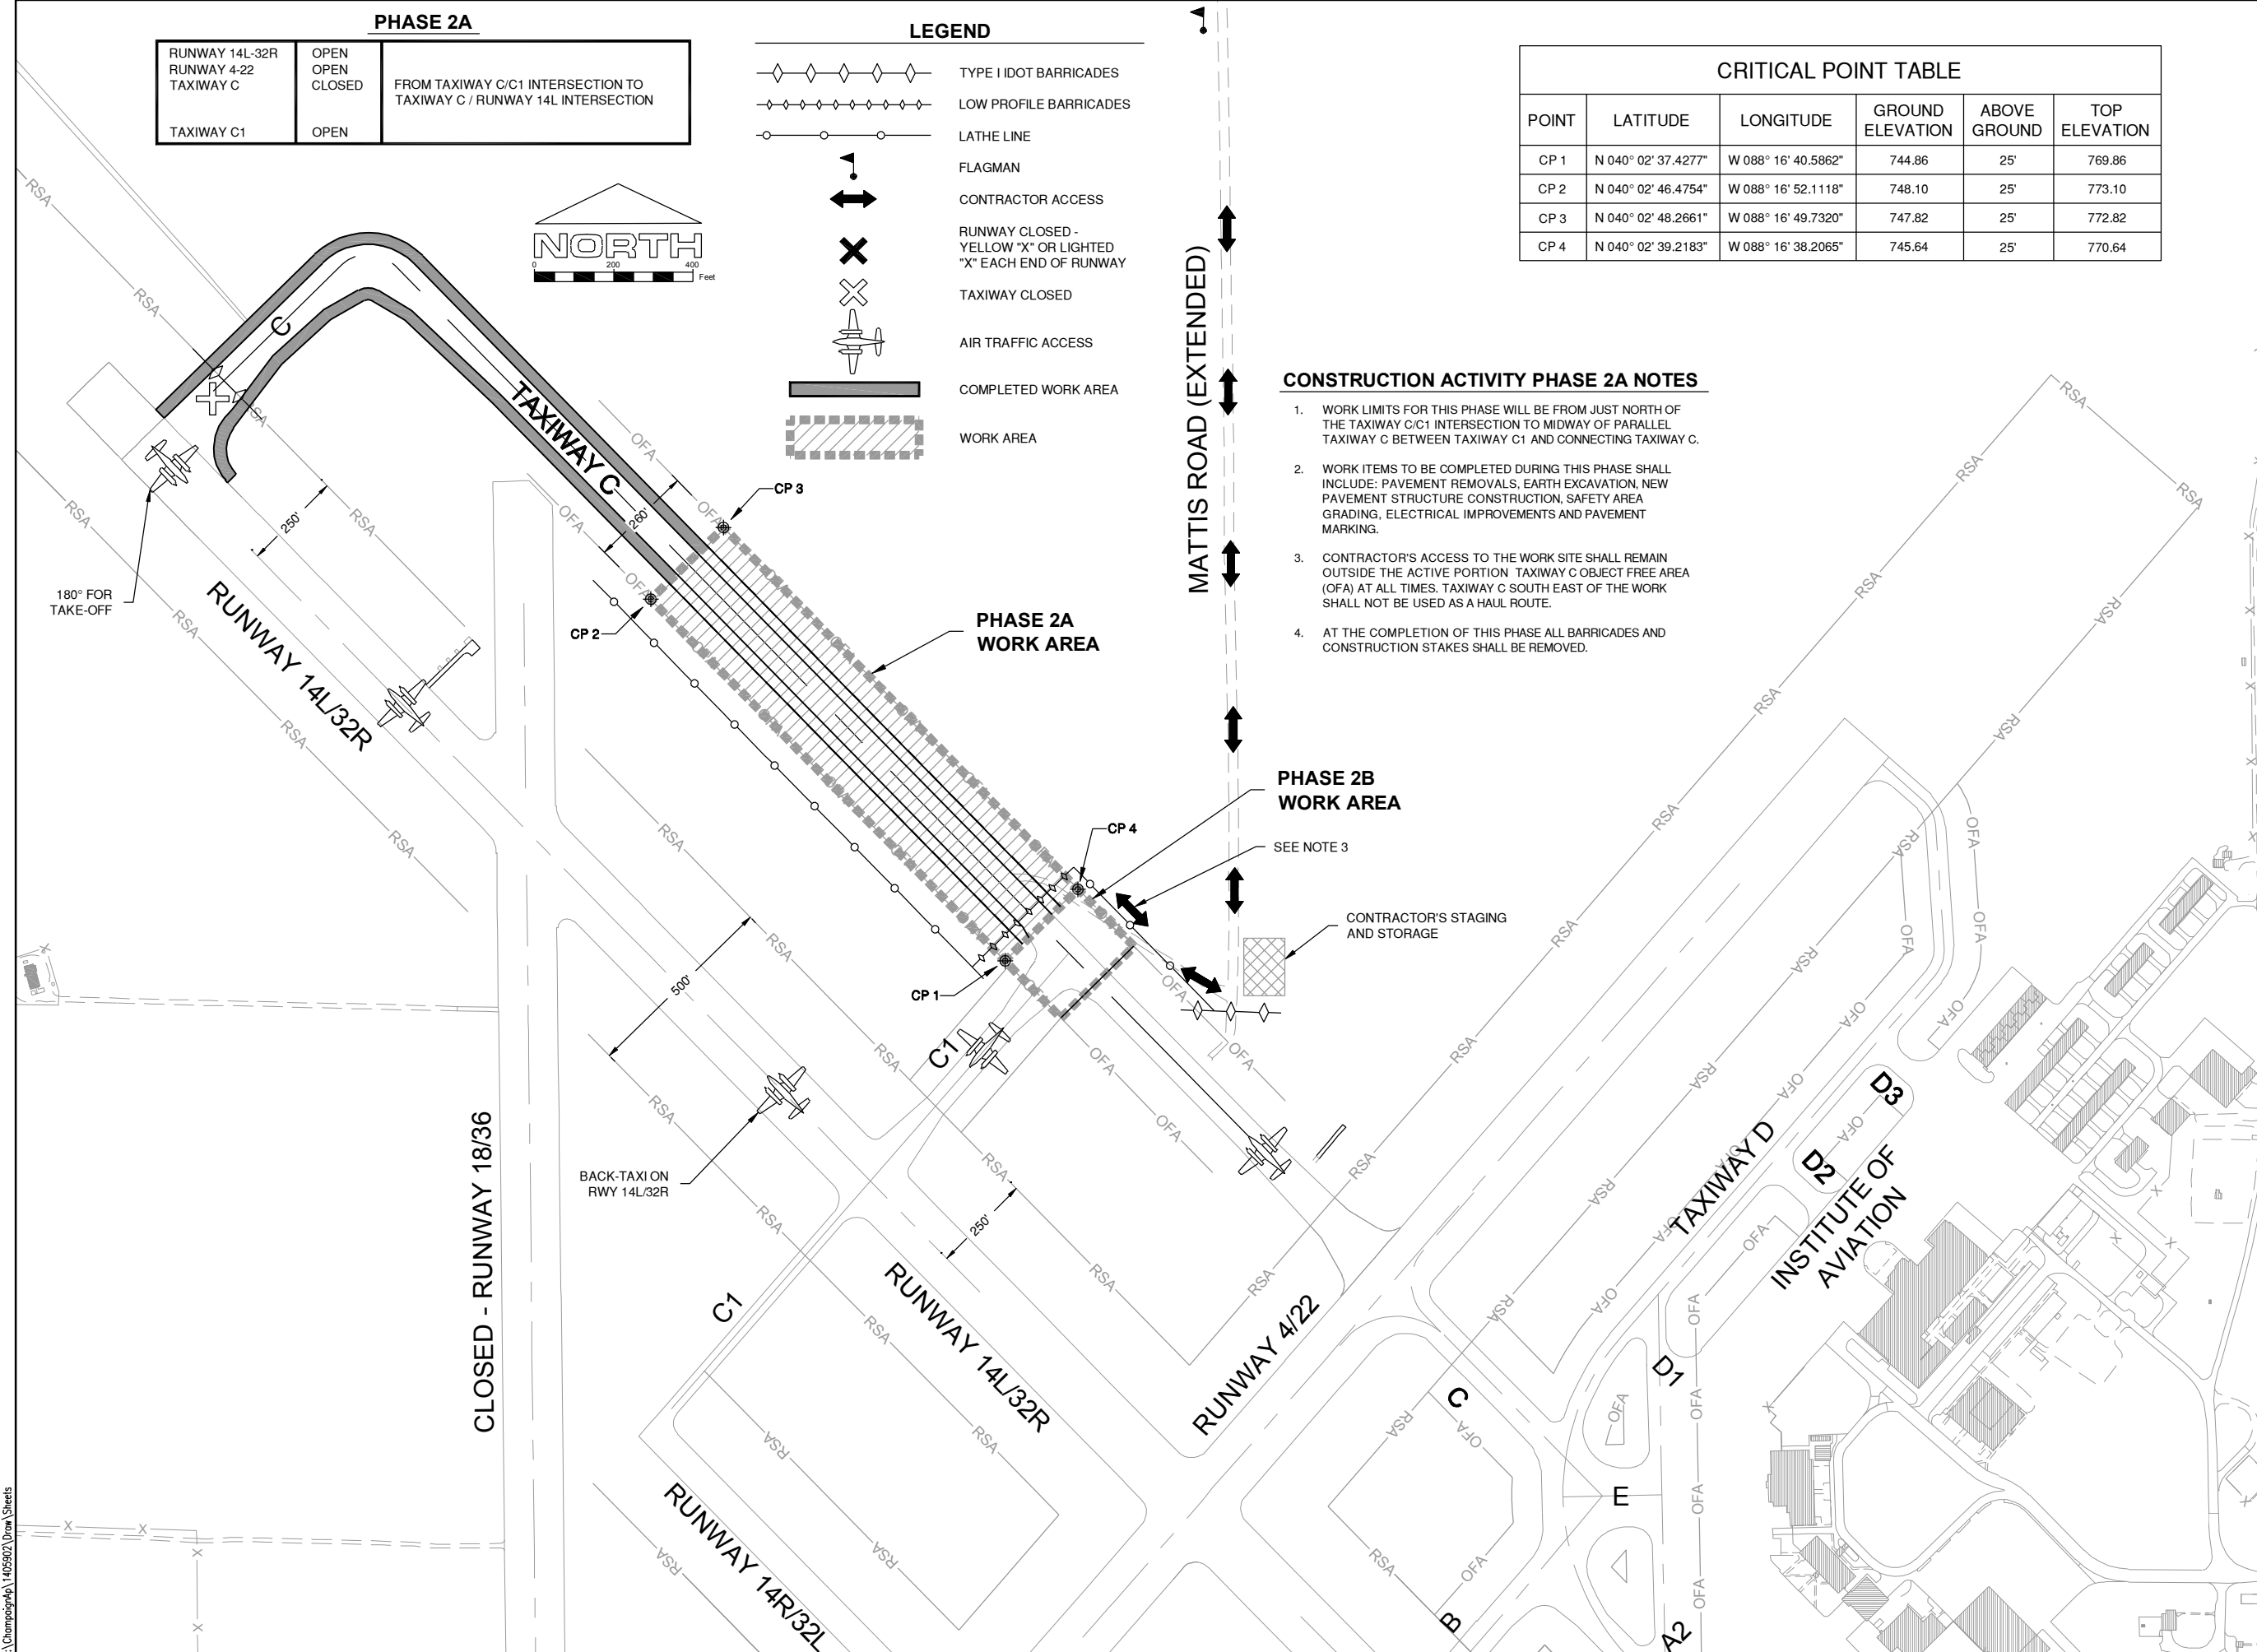 PHASE 2A
RUNWAY 14L-32R OPEN
RUNWAY 4-22 OPEN
TAXIWAY C CLOSED FROM TAXIWAY C/C1 INTERSECTION TO
TAXIWAY C / RUNWAY 14L INTERSECTION
TAXIWAY C1 OPEN
LEGEND
TYPE I IDOT BARRICADES
LOW PROFILE BARRICADES
LATHE LINE
FLAGMAN
CONTRACTOR ACCESS
RUNWAY CLOSED -
YELLOW "X" OR LIGHTED
"X" EACH END OF RUNWAY
TAXIWAY CLOSED
AIR TRAFFIC ACCESS
COMPLETED WORK AREA
WORK AREA
NORTH
0 200 400
Feet
CRITICAL POINT TABLE
POINT LATITUDE LONGITUDE GROUND ELEVATION ABOVE GROUND TOP ELEVATION
CP 1 N 040° 02' 37.4277" W 088° 16' 40.5862" 744.86 25' 769.86
CP 2 N 040° 02' 46.4754" W 088° 16' 52.1118" 748.10 25' 773.10
CP 3 N 040° 02' 48.2661" W 088° 16' 49.7320" 747.82 25' 772.82
CP 4 N 040° 02' 39.2183" W 088° 16' 38.2065" 745.64 25' 770.64
CONSTRUCTION ACTIVITY PHASE 2A NOTES
1. WORK LIMITS FOR THIS PHASE WILL BE FROM JUST NORTH OF
THE TAXIWAY C/C1 INTERSECTION TO MIDWAY OF PARALLEL
TAXIWAY C BETWEEN TAXIWAY C1 AND CONNECTING TAXIWAY C.
2. WORK ITEMS TO BE COMPLETED DURING THIS PHASE SHALL
INCLUDE: PAVEMENT REMOVALS, EARTH EXCAVATION, NEW
PAVEMENT STRUCTURE CONSTRUCTION, SAFETY AREA
GRADING, ELECTRICAL IMPROVEMENTS AND PAVEMENT
MARKING.
3. CONTRACTOR'S ACCESS TO THE WORK SITE SHALL REMAIN
OUTSIDE THE ACTIVE PORTION TAXIWAY C OBJECT FREE AREA
(OFA) AT ALL TIMES. TAXIWAY C SOUTH EAST OF THE WORK
SHALL NOT BE USED AS A HAUL ROUTE.
4. AT THE COMPLETION OF THIS PHASE ALL BARRICADES AND
CONSTRUCTION STAKES SHALL BE REMOVED.
MATTIS ROAD (EXTENDED)
C
TAXIWAY C
CP 3
CP 2
260'
250'
180° FOR
TAKE-OFF
RUNWAY 14L/32R
PHASE 2A
WORK AREA
PHASE 2B
WORK AREA
CP 4
SEE NOTE 3
CONTRACTOR'S STAGING
AND STORAGE
CP 1
500'
C1
BACK-TAXI ON
RWY 14L/32R
CLOSED - RUNWAY 18/36
250'
C1
RUNWAY 14L/32R
RUNWAY 4/22
RUNWAY 14R/32L
TAXIWAY D
D3
D2
D1
INSTITUTE OF
AVIATION
C
E
B
A2
RSA
RSA
RSA
RSA
RSA
RSA
RSA
RSA
OFA
OFA
OFA
OFA
:\ChampaignAp\1405902\Draw\Sheets